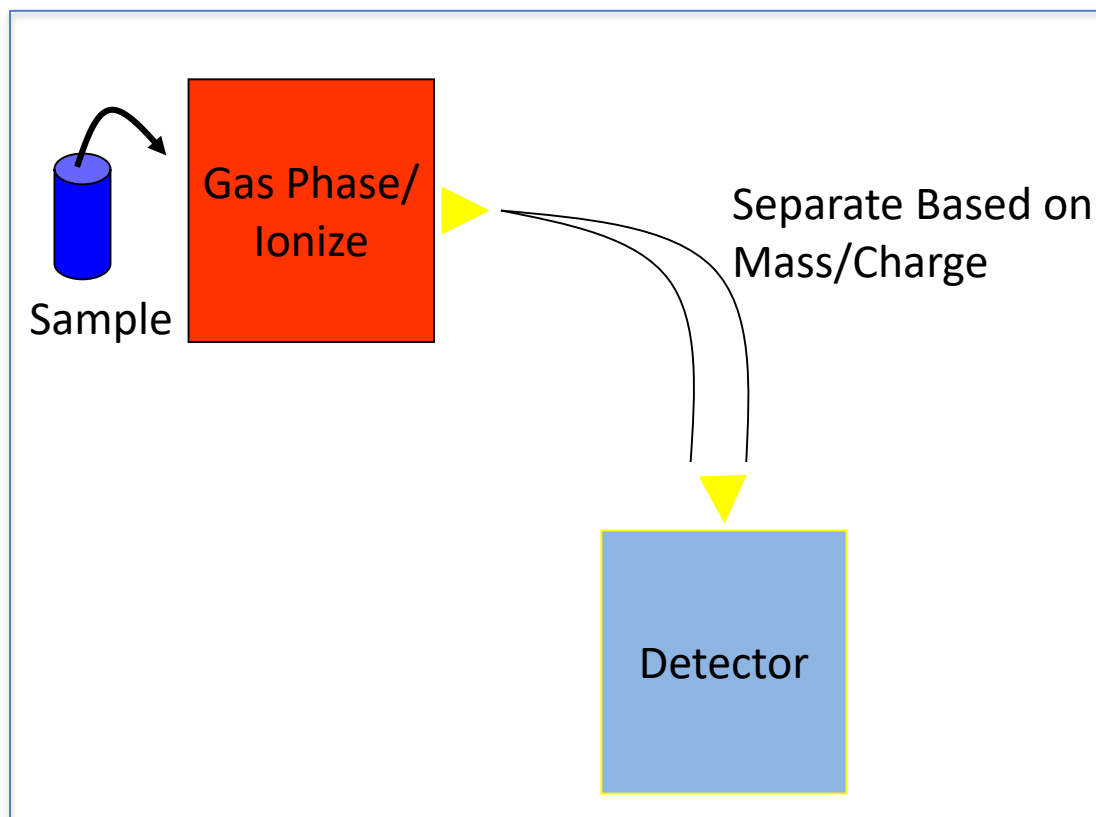 Gas Phase/
Ionize
Sample
Separate Based on
Mass/Charge
Detector